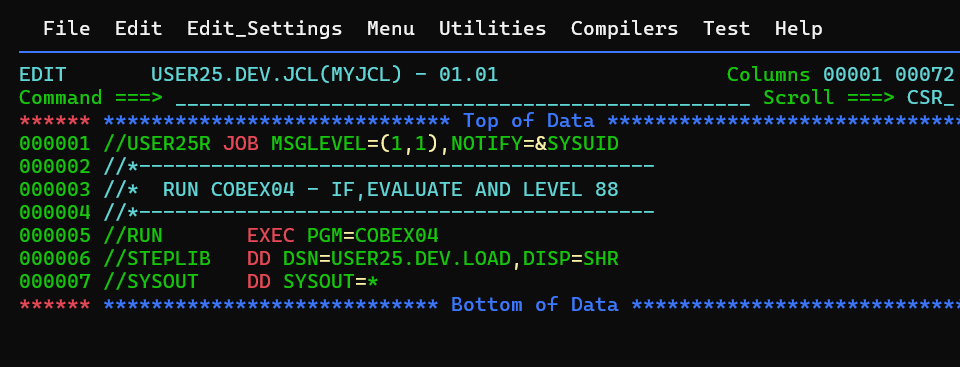 File  Edit  Edit_Settings  Menu  Utilities  Compilers  Test  Help
EDIT       USER25.DEV.JCL(MYJCL) - 01.01                   Columns 00001 00072
Command ===> ________________________________________________ Scroll ===> CSR_
****** ***************************** Top of Data ******************************
000001 //USER25R JOB MSGLEVEL=(1,1),NOTIFY=&SYSUID
000002 //*-------------------------------------------
000003 //*  RUN COBEX04 - IF,EVALUATE AND LEVEL 88
000004 //*-------------------------------------------
000005 //RUN       EXEC PGM=COBEX04
000006 //STEPLIB   DD DSN=USER25.DEV.LOAD,DISP=SHR
000007 //SYSOUT    DD SYSOUT=*
****** **************************** Bottom of Data ****************************